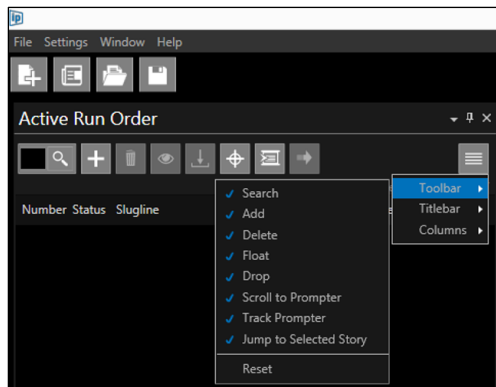 ip
File Settings Window Help
Active Run Order
Toolbar
Titlebar
Columns
Number Status Slugline
Search
Add
Delete
Float
Drop
Scroll to Prompter
Track Prompter
Jump to Selected Story
Reset